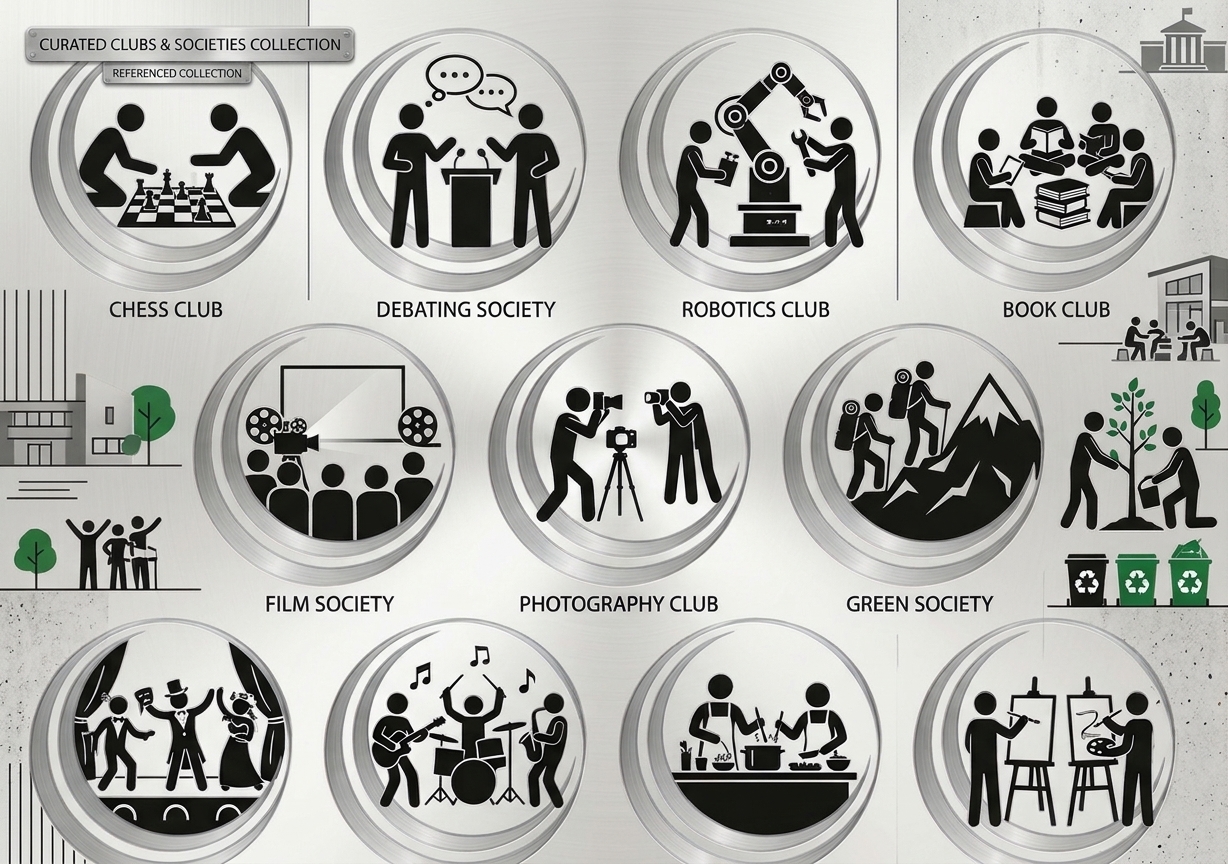 CURATED CLUBS & SOCIETIES COLLECTION
REFERENCED COLLECTION
CHESS CLUB
DEBATING SOCIETY
ROBOTICS CLUB
BOOK CLUB
FILM SOCIETY
PHOTOGRAPHY CLUB
GREEN SOCIETY